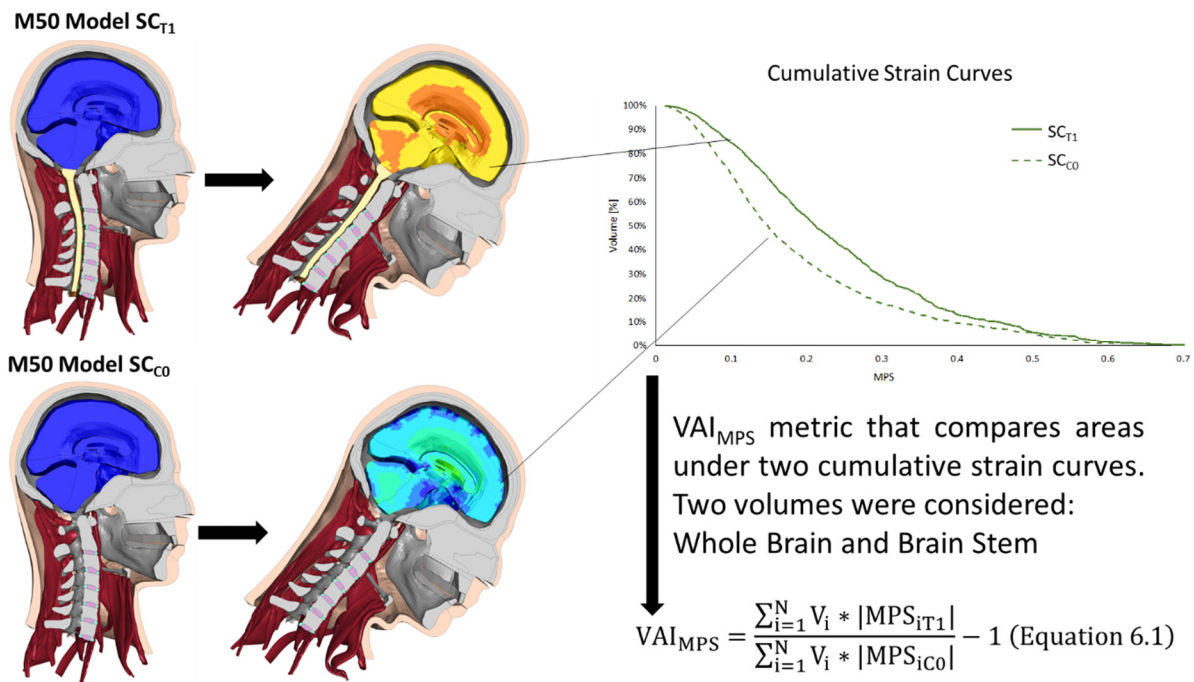 M50 Model SC_T1
M50 Model SC_C0
Cumulative Strain Curves
100%
90%
80%
70%
60%
50%
40%
30%
20%
10%
0%
Volume [%]
0 0.1 0.2 0.3 0.4 0.5 0.6 0.7
MPS
SC_T1
SC_C0
VAI_MPS metric that compares areas
under two cumulative strain curves.
Two volumes were considered:
Whole Brain and Brain Stem
VAI_MPS = (∑_{i=1}^{N} V_i * |MPS_iT1|) / (∑_{i=1}^{N} V_i * |MPS_iC0|) − 1 (Equation 6.1)